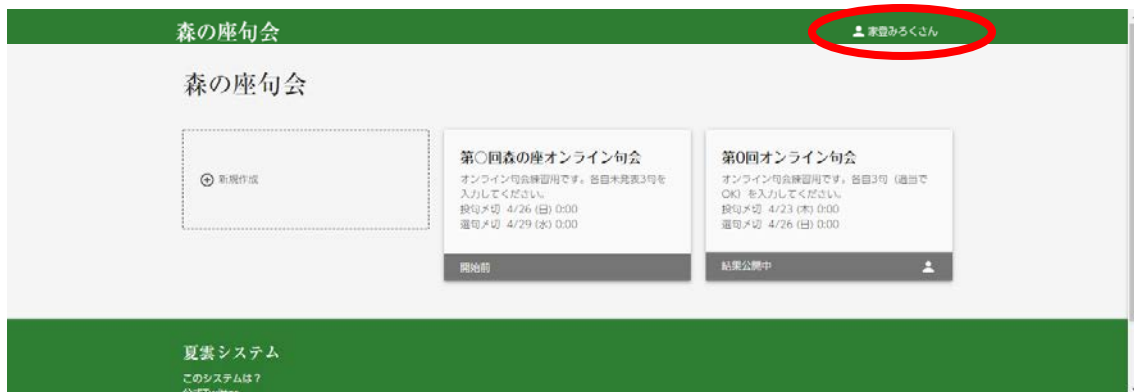 森の座句会
家登みろくさん
森の座句会
新規作成
第〇回森の座オンライン句会
オンライン句会練習用です。各自未発表3句を
入力してください。
投句〆切 4/26 (日) 0:00
選句〆切 4/29 (水) 0:00
開始前
第0回オンライン句会
オンライン句会練習用です。各自3句（適当で
OK）を入力してください。
投句〆切 4/23 (木) 0:00
選句〆切 4/26 (日) 0:00
結果公開中
夏雲システム
このシステムは？